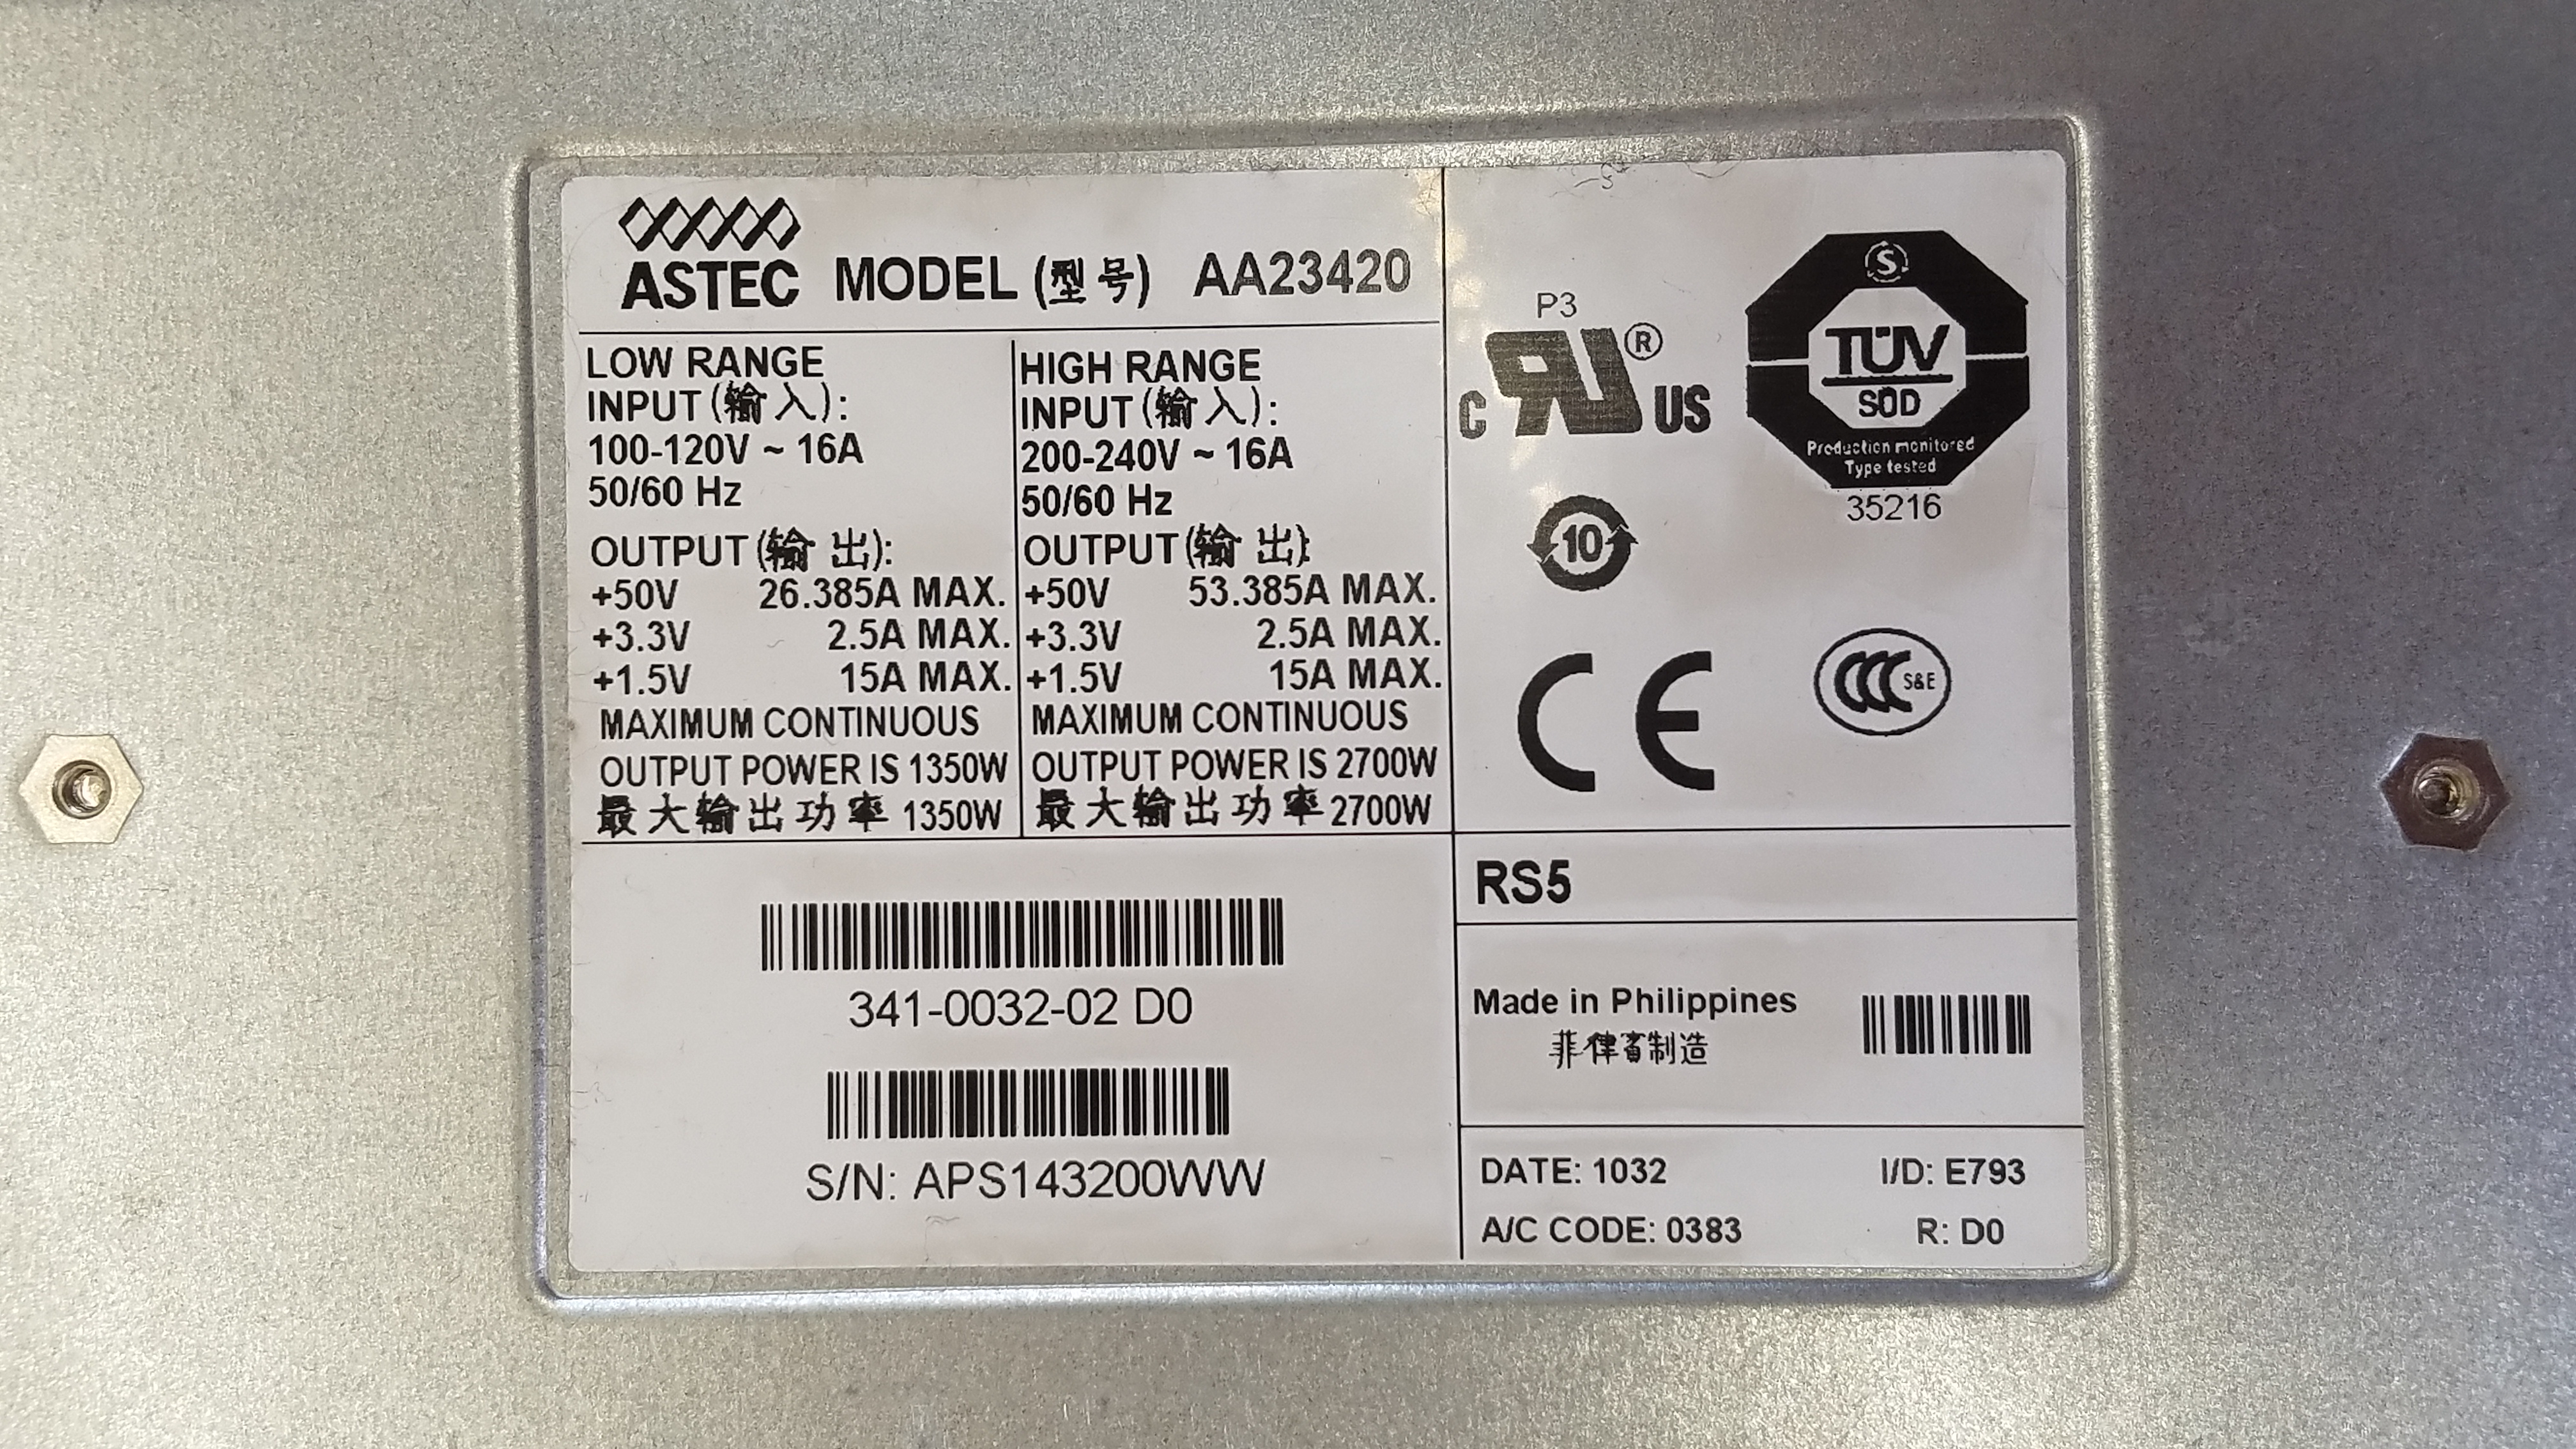 ASTEC MODEL (型号) AA23420
LOW RANGE
INPUT (输入):
100-120V ~ 16A
50/60 Hz
OUTPUT (输出):
+50V 26.385A MAX.
+3.3V 2.5A MAX.
+1.5V 15A MAX.
MAXIMUM CONTINUOUS
OUTPUT POWER IS 1350W
最大输出功率 1350W
HIGH RANGE
INPUT (输入):
200-240V ~ 16A
50/60 Hz
OUTPUT (输出):
+50V 53.385A MAX.
+3.3V 2.5A MAX.
+1.5V 15A MAX.
MAXIMUM CONTINUOUS
OUTPUT POWER IS 2700W
最大输出功率 2700W
P3
C RU ® US
S
TÜV
SÜD
Production monitored
Type tested
35216
10
CE
CCC S&E
341-0032-02 D0
S/N: APS143200WW
RS5
Made in Philippines
菲律宾制造
DATE: 1032 I/D: E793
A/C CODE: 0383 R: D0